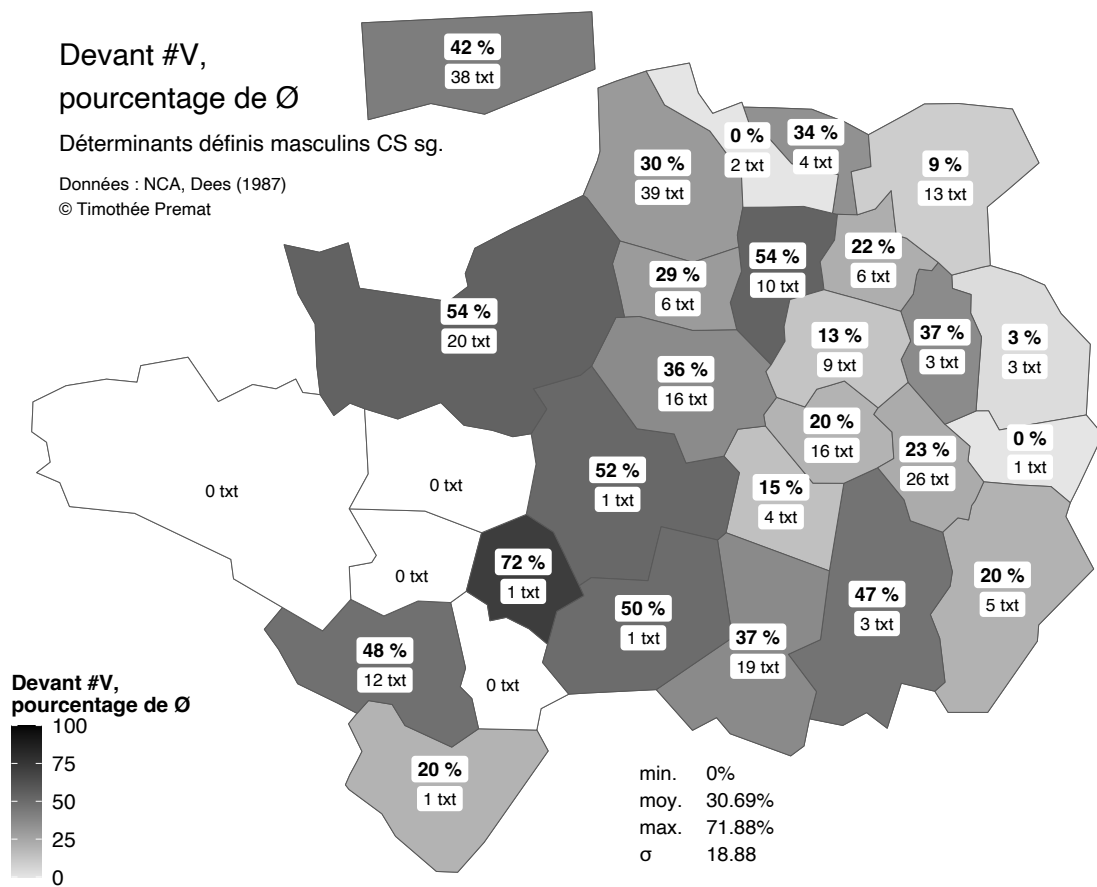 Devant #V,
pourcentage de Ø
Déterminants définis masculins CS sg.
Données : NCA, Dees (1987)
© Timothée Premat
42 %
38 txt
0 %
2 txt
34 %
4 txt
30 %
39 txt
9 %
13 txt
22 %
6 txt
54 %
10 txt
29 %
6 txt
54 %
20 txt
13 %
9 txt
37 %
3 txt
3 %
3 txt
36 %
16 txt
20 %
16 txt
23 %
26 txt
0 %
1 txt
52 %
1 txt
15 %
4 txt
0 txt
0 txt
0 txt
72 %
1 txt
50 %
1 txt
47 %
3 txt
20 %
5 txt
37 %
19 txt
48 %
12 txt
0 txt
20 %
1 txt
Devant #V,
pourcentage de Ø
100
75
50
25
0
min. 0%
moy. 30.69%
max. 71.88%
σ 18.88